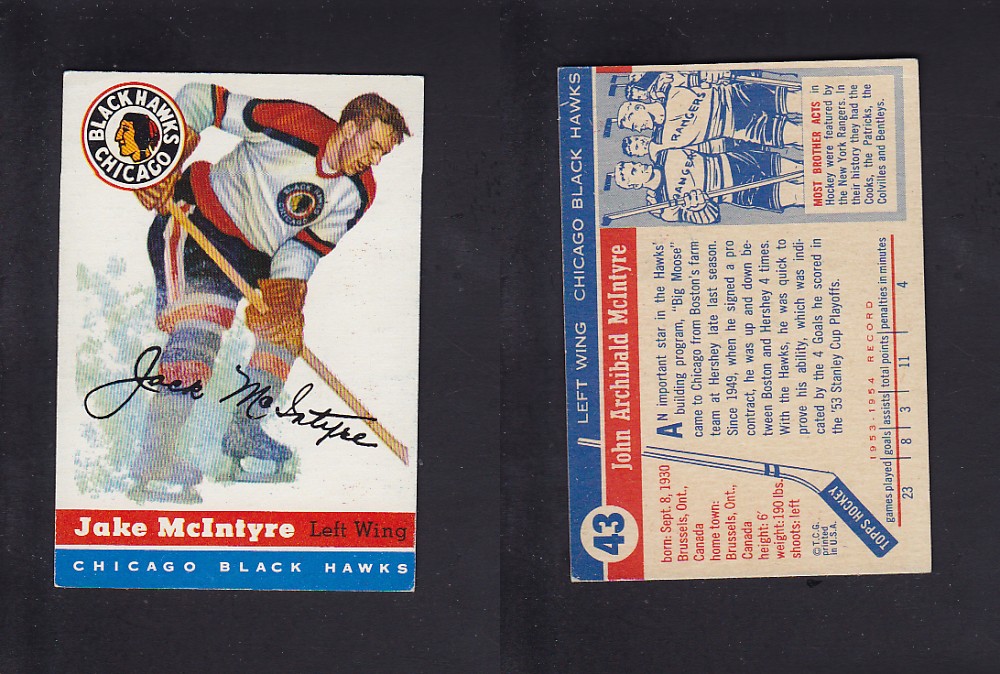 BLACK HAWKS
CHICAGO
Jack McIntyre
Jake McIntyre Left Wing
CHICAGO BLACK HAWKS
43
LEFT WING CHICAGO BLACK HAWKS
John Archibald McIntyre
born: Sept. 8, 1930
Brussels, Ont.,
Canada
home town:
Brussels, Ont.,
Canada
height: 6'
weight: 190 lbs.
shoots: left
AN important star in the Hawks'
building program, "Big Moose"
came to Chicago from Boston's farm
team at Hershey late last season.
Since 1949, when he signed a pro
contract, he was up and down be-
tween Boston and Hershey 4 times.
With the Hawks, he was quick to
prove his ability, which was indi-
cated by the 4 Goals he scored in
the '53 Stanley Cup Playoffs.
RANGERS
RANGERS
MOST BROTHER ACTS in
Hockey were featured by
the New York Rangers. In
their history they had the
Cooks, the Patricks, the
Colvilles and Bentleys.
1953-1954 RECORD
games played goals assists total points penalties in minutes
23 8 3 11 4
TOPPS HOCKEY
© T.C.G.
printed
in U.S.A.